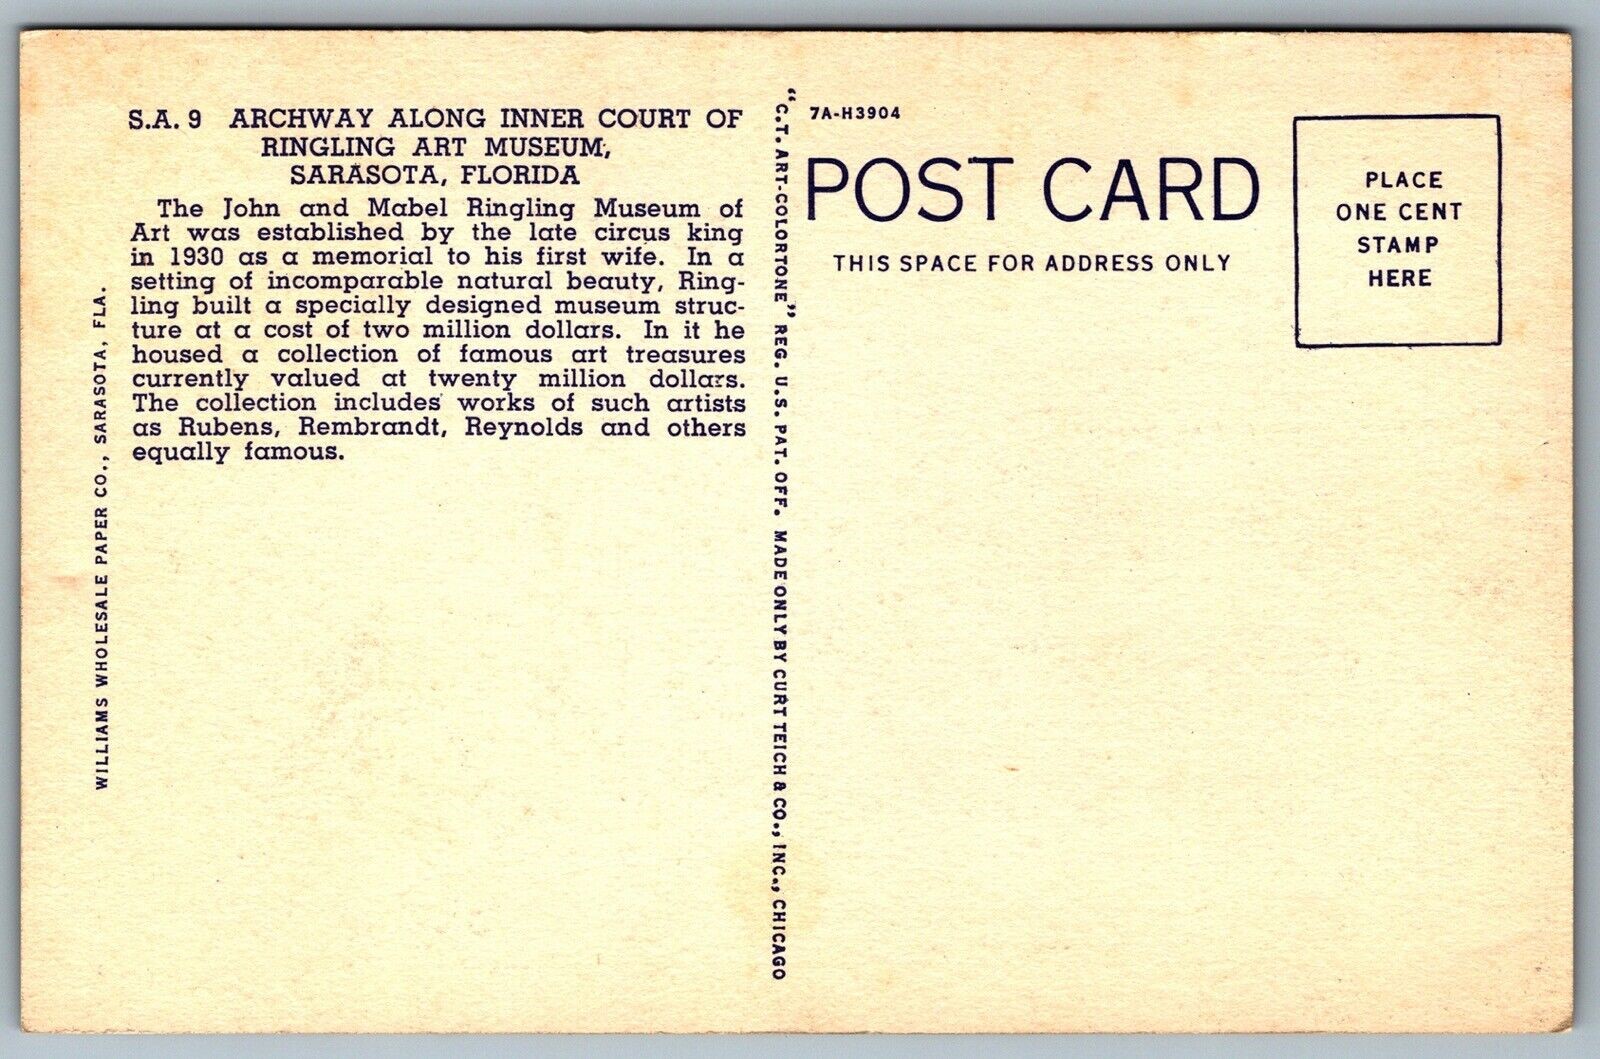 S.A. 9 ARCHWAY ALONG INNER COURT OF
RINGLING ART MUSEUM,
SARASOTA, FLORIDA
The John and Mabel Ringling Museum of
Art was established by the late circus king
in 1930 as a memorial to his first wife. In a
setting of incomparable natural beauty, Ring-
ling built a specially designed museum struc-
ture at a cost of two million dollars. In it he
housed a collection of famous art treasures
currently valued at twenty million dollars.
The collection includes works of such artists
as Rubens, Rembrandt, Reynolds and others
equally famous.
WILLIAMS WHOLESALE PAPER CO., SARASOTA, FLA.
"C.T. ART-COLORTONE" REG. U.S. PAT. OFF. MADE ONLY BY CURT TEICH & CO., INC., CHICAGO
7A-H3904
POST CARD
THIS SPACE FOR ADDRESS ONLY
PLACE
ONE CENT
STAMP
HERE